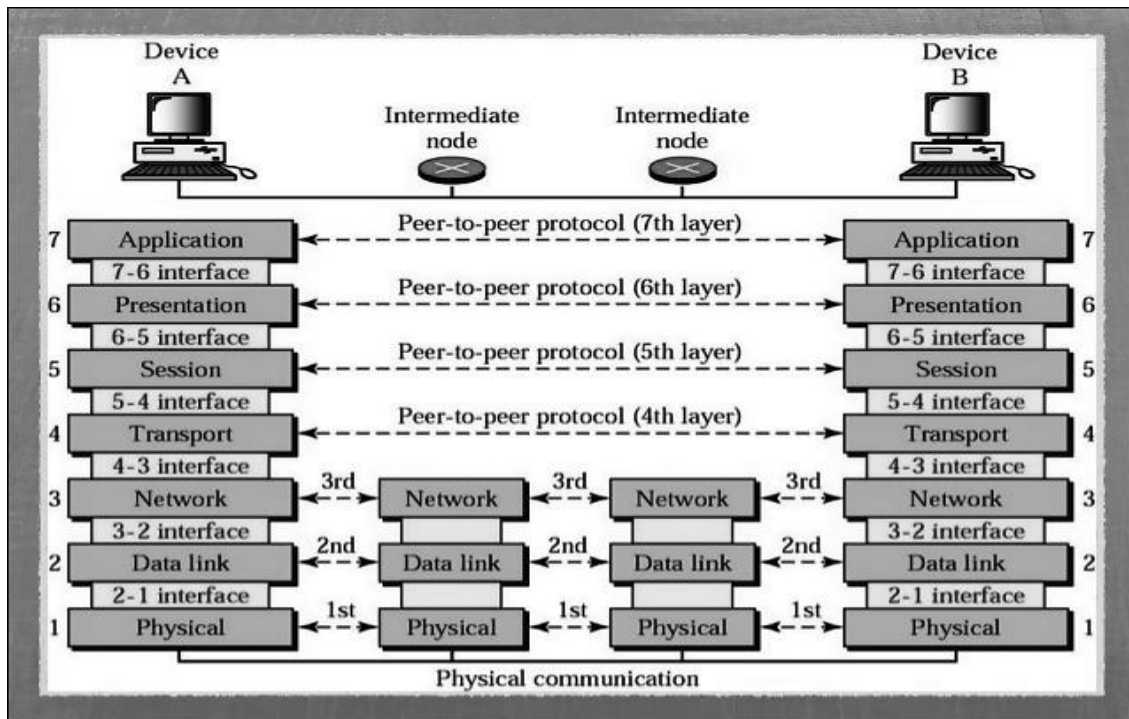 Device
A
Device
B
Intermediate
node
Intermediate
node
7 Application Peer-to-peer protocol (7th layer) Application 7
7-6 interface 7-6 interface
6 Presentation Peer-to-peer protocol (6th layer) Presentation 6
6-5 interface 6-5 interface
5 Session Peer-to-peer protocol (5th layer) Session 5
5-4 interface 5-4 interface
4 Transport Peer-to-peer protocol (4th layer) Transport 4
4-3 interface 4-3 interface
3 Network 3rd Network 3rd Network 3rd Network 3
3-2 interface 3-2 interface
2 Data link 2nd Data link 2nd Data link 2nd Data link 2
2-1 interface 2-1 interface
1 Physical 1st Physical 1st Physical 1st Physical 1
Physical communication